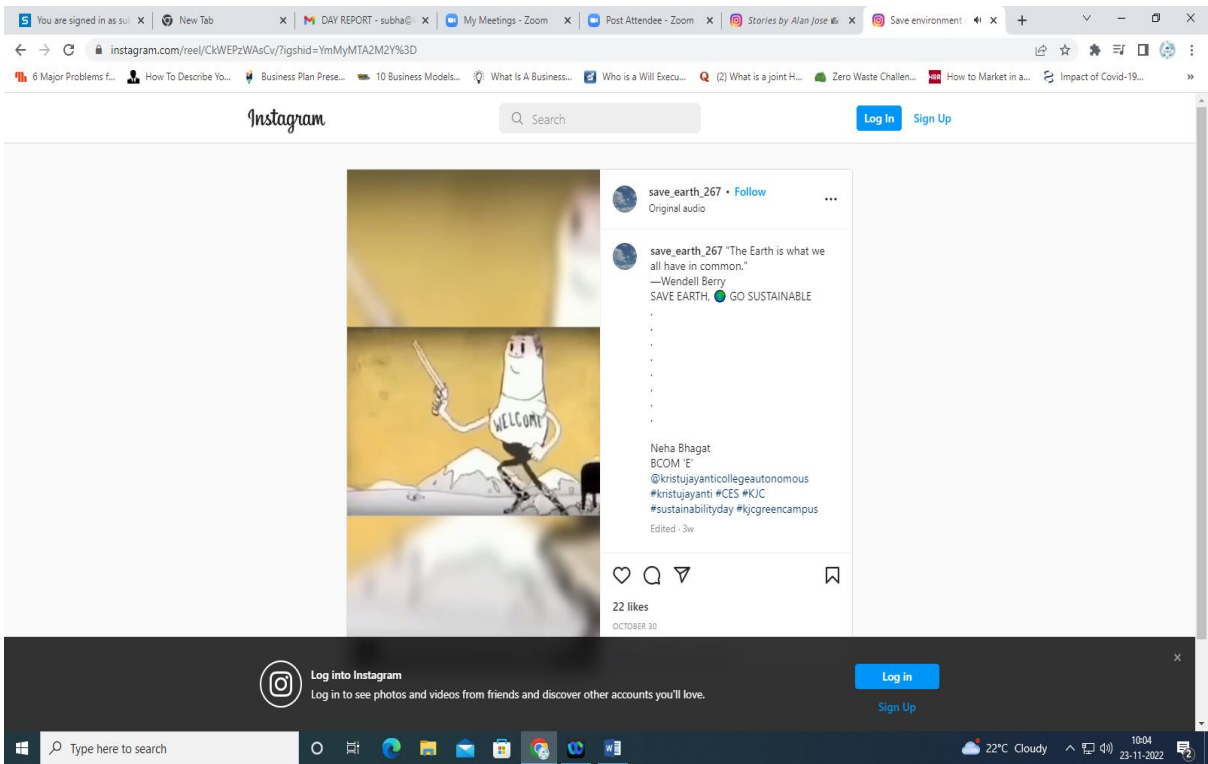 You are signed in as sub
New Tab
DAY REPORT - subha@
My Meetings - Zoom
Post Attendee - Zoom
Stories by Alan Jose
Save environment
instagram.com/reel/CkWEPzWAsCv/?igshid=YmMyMTA2M2Y%3D
6 Major Problems f...
How To Describe Yo...
Business Plan Prese...
10 Business Models...
What Is A Business...
Who is a Will Execu...
(2) What is a joint H...
Zero Waste Challen...
How to Market in a...
Impact of Covid-19...
Instagram
Search
Log In
Sign Up
save_earth_267 • Follow
Original audio
save_earth_267 "The Earth is what we
all have in common."
—Wendell Berry
SAVE EARTH, 🌍 GO SUSTAINABLE
.
.
.
.
.
.
.
.
Neha Bhagat
BCOM 'E'
@kristujayanticollegeautonomous
#kristujayanti #CES #KJC
#sustainabilityday #kjcgreencampus
Edited · 3w
WELCOME
22 likes
OCTOBER 30
Log into Instagram
Log in to see photos and videos from friends and discover other accounts you'll love.
Log in
Sign Up
Type here to search
22°C Cloudy
10:04
23-11-2022